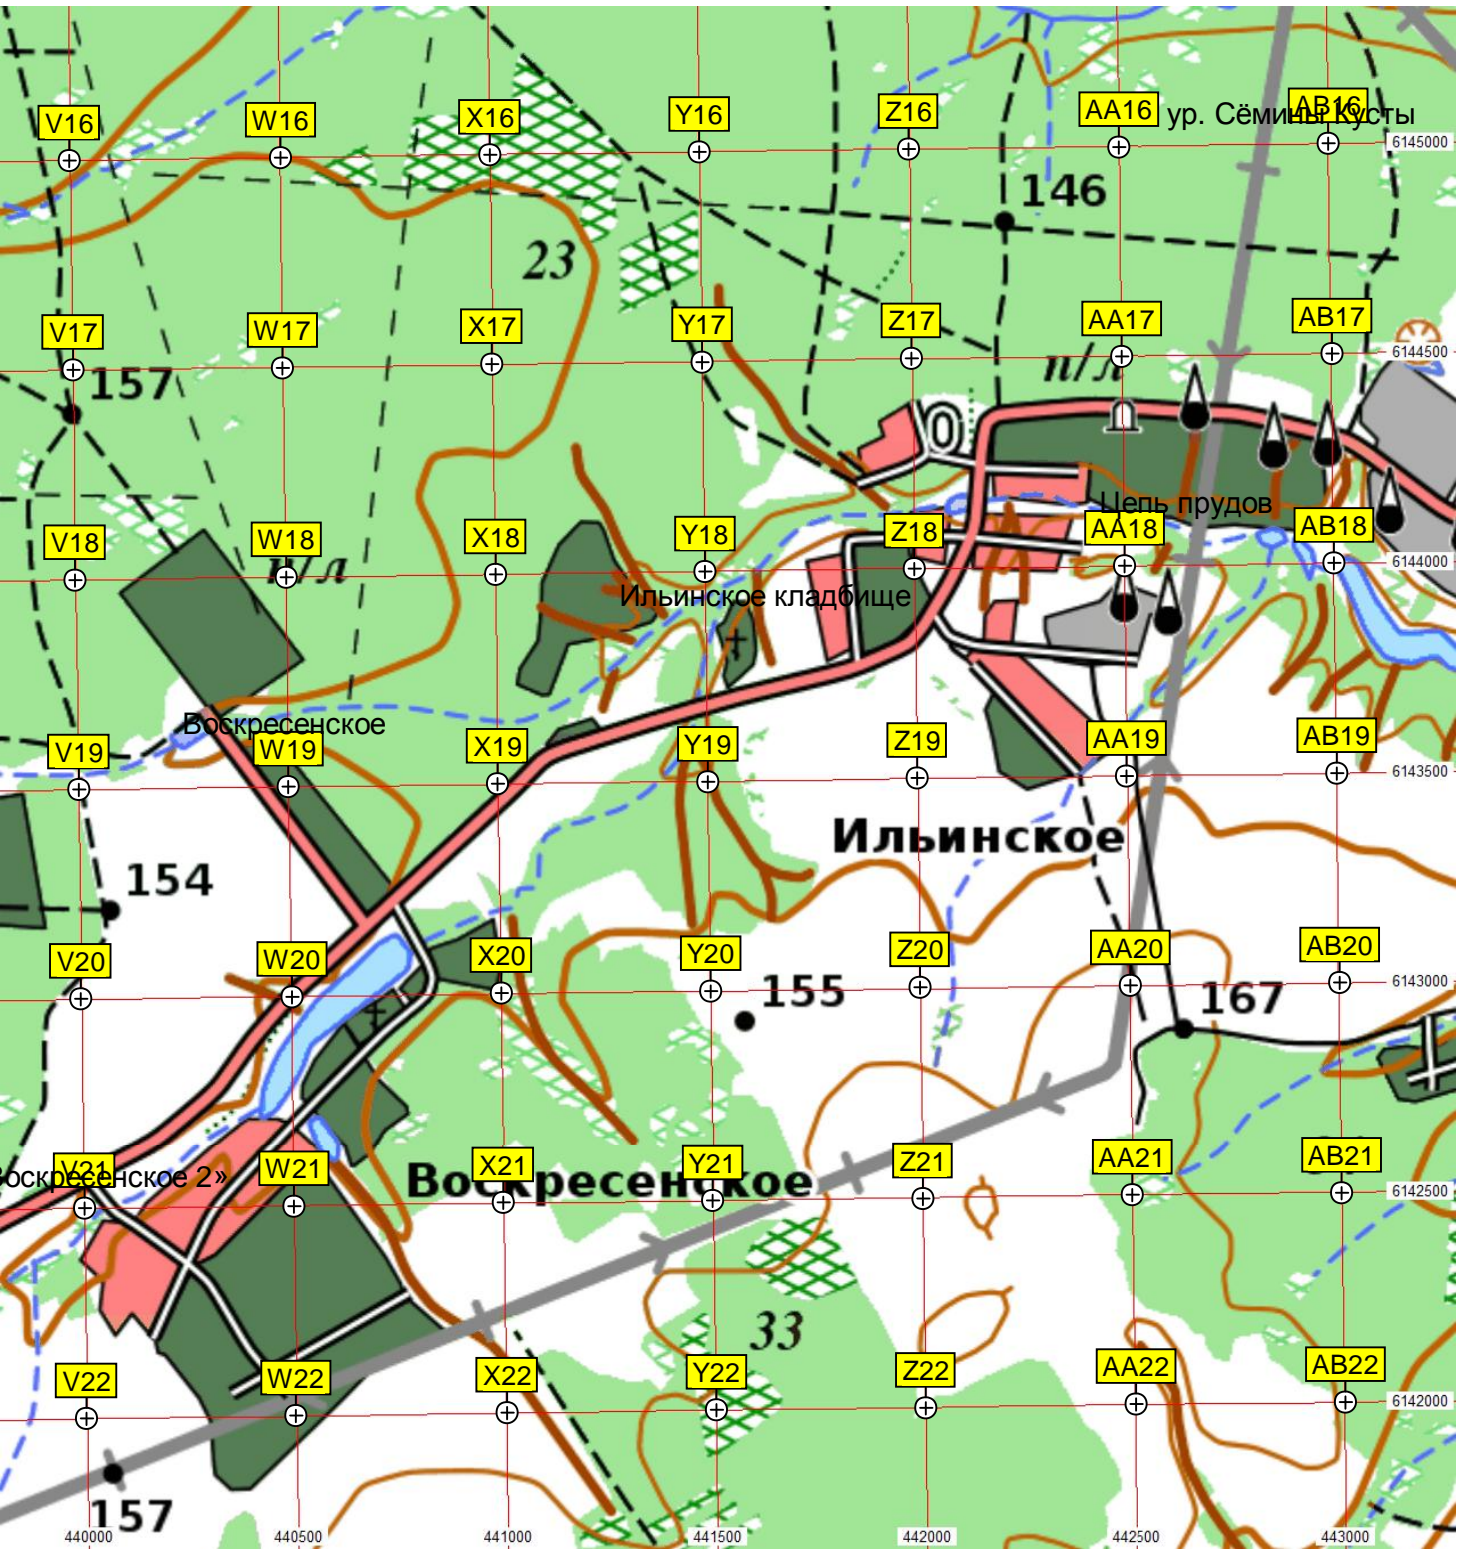 V16 W16 X16 Y16 Z16 AA16 ур. Сёмины Кусты AB16
6145000
146
23
V17 W17 X17 Y17 Z17 AA17 AB17
6144500
157
п/л
О
Цепь прудов
V18 W18 X18 Y18 Z18 AA18 AB18
6144000
п/л
Ильинское кладбище
Воскресенское
V19 W19 X19 Y19 Z19 AA19 AB19
6143500
Ильинское
154
V20 W20 X20 Y20 Z20 AA20 AB20
6143000
155
167
V21 W21 X21 Y21 Z21 AA21 AB21
оскресенское 2»
Воскресенское
6142500
33
V22 W22 X22 Y22 Z22 AA22 AB22
6142000
157
440000 440500 441000 441500 442000 442500 443000